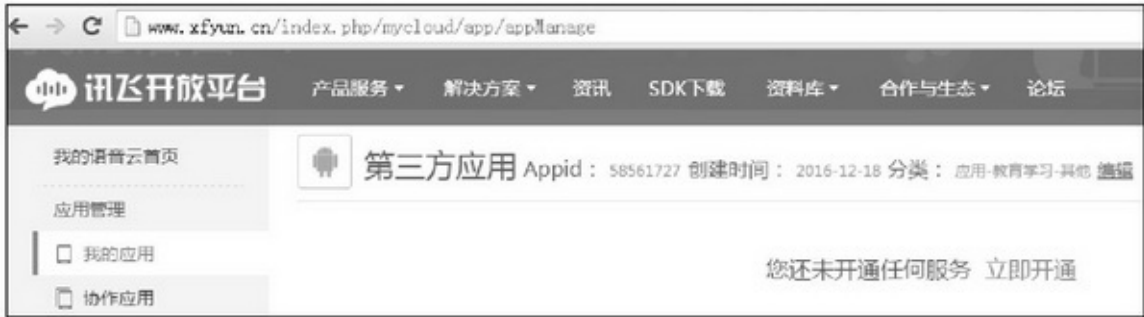 www.xfyun.cn/index.php/mycloud/app/appManage
讯飞开放平台 产品服务 解决方案 资讯 SDK下载 资料库 合作与生态 论坛
我的语音云首页
第三方应用 Appid： 58561727 创建时间： 2016-12-18 分类： 应用-教育学习-其他 编辑
应用管理
我的应用
您还未开通任何服务 立即开通
协作应用